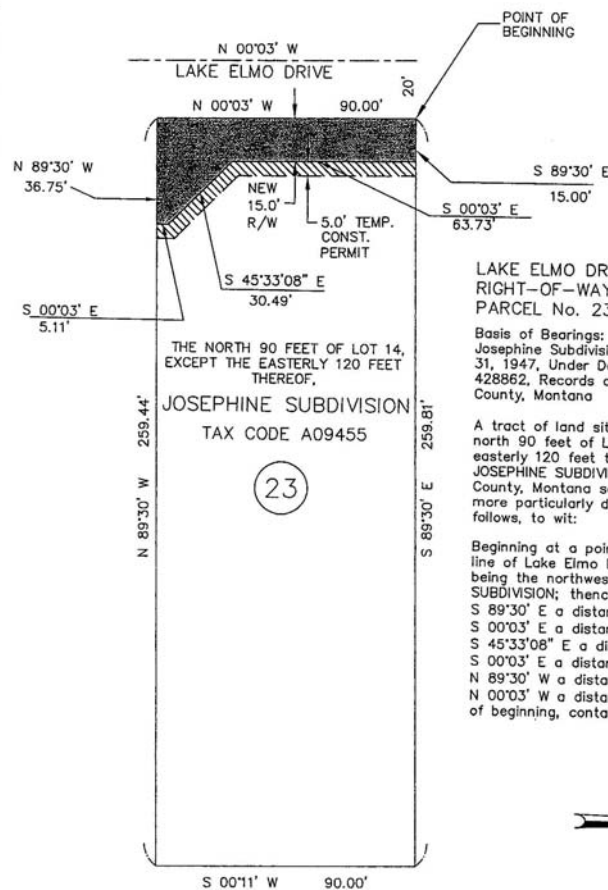 POINT OF
BEGINNING
N 00°03' W
LAKE ELMO DRIVE
20'
N 00°03' W 90.00'
N 89°30' W
36.75'
S 89°30' E
15.00'
NEW
15.0'
R/W
5.0' TEMP.
CONST.
PERMIT
S 00°03' E
63.73'
S 45°33'08" E
30.49'
S 00°03' E
5.11'
THE NORTH 90 FEET OF LOT 14,
EXCEPT THE EASTERLY 120 FEET
THEREOF,
JOSEPHINE SUBDIVISION
TAX CODE A09455
23
N 89°30' W 259.44'
S 89°30' E 259.81'
S 00°11' W 90.00'
LAKE ELMO DR
RIGHT-OF-WAY
PARCEL No. 23
Basis of Bearings:
Josephine Subdivis
31, 1947, Under D
428862, Records o
County, Montana
A tract of land sit
north 90 feet of L
easterly 120 feet t
JOSEPHINE SUBDIV
County, Montana s
more particularly d
follows, to wit:
Beginning at a poin
line of Lake Elmo
being the northwes
SUBDIVISION; thenc
S 89°30' E a distan
S 00°03' E a distan
S 45°33'08" E a di
S 00°03' E a distan
N 89°30' W a dista
N 00°03' W a dista
of beginning, conta